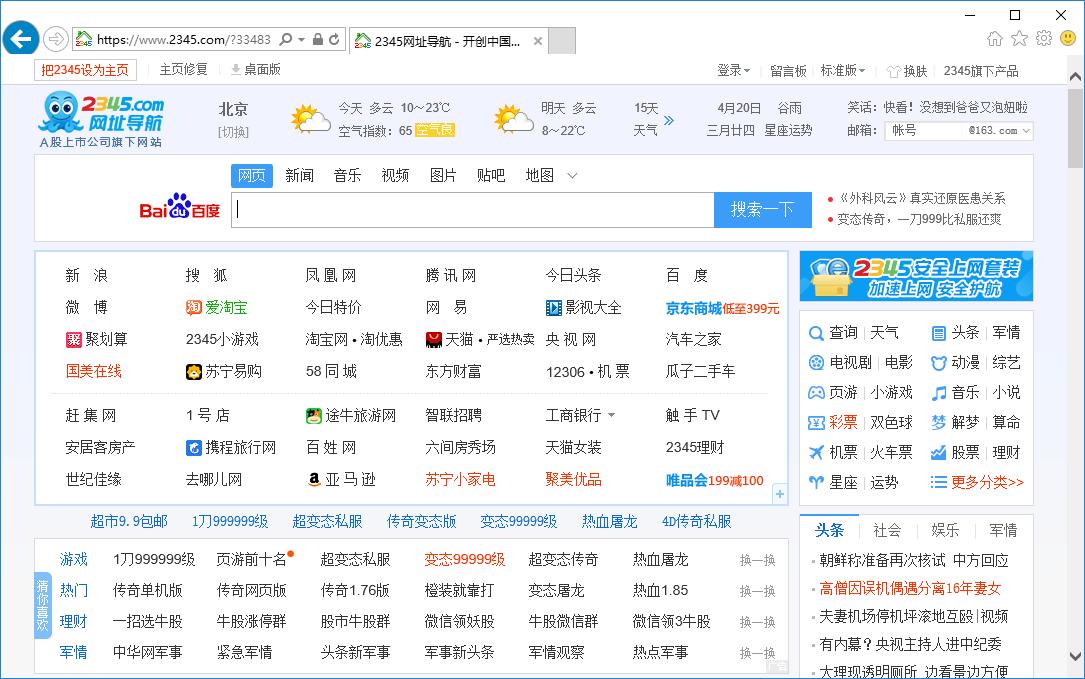 https://www.2345.com/?33483
2345网址导航 - 开创中国...
把2345设为主页 主页修复 桌面版 登录 留言板 标准版 换肤 2345旗下产品
2345.com
网址导航
A股上市公司旗下网站
北京
[切换]
今天 多云 10～23℃
空气指数：65 空气良
明天 多云
8～22℃
15天
天气
4月20日 谷雨
三月廿四 星座运势
笑话：快看！没想到爸爸又泡妞啦
邮箱： 帐号 @163.com
网页 新闻 音乐 视频 图片 贴吧 地图
Bai du 百度 搜索一下
《外科风云》真实还原医患关系
变态传奇，一刀999比私服还爽
新 浪 搜 狐 凤 凰 网 腾 讯 网 今日头条 百 度
微 博 淘 爱淘宝 今日特价 网 易 影视大全 京东商城低至399元
聚 聚划算 2345小游戏 淘宝网 • 淘优惠 天猫 • 严选热卖 央 视 网 汽车之家
国美在线 苏宁易购 58 同 城 东方财富 12306 • 机 票 瓜子二手车
赶 集 网 1 号 店 途牛旅游网 智联招聘 工商银行 触 手 TV
安居客房产 携程旅行网 百 姓 网 六间房秀场 天猫女装 2345理财
世纪佳缘 去哪儿网 a 亚 马 逊 苏宁小家电 聚美优品 唯品会199减100
+
超市9.9包邮 1刀999999级 超变态私服 传奇变态版 变态99999级 热血屠龙 4D传奇私服
猜你喜欢
游戏 1刀999999级 页游前十名 超变态私服 变态99999级 超变态传奇 热血屠龙 换一换
热门 传奇单机版 传奇网页版 传奇1.76版 橙装就靠打 变态屠龙 热血1.85 换一换
理财 一招选牛股 牛股涨停群 股市牛股群 微信领妖股 牛股微信群 微信领3牛股 换一换
军情 中华网军事 紧急军情 头条新军事 军事新头条 军情观察 热点军事 换一换
广告
2345安全上网套装
加速上网 安全护航
查询 天气 头条 军情
电视剧 电影 动漫 综艺
页游 小游戏 音乐 小说
彩票 双色球 梦 解梦 算命
机票 火车票 股票 理财
星座 运势 更多分类>>
头条 社会 娱乐 军情
朝鲜称准备再次核试 中方回应
高僧因误机偶遇分离16年妻女
夫妻机场停机坪滚地互殴|视频
有内幕？央视主持人进中纪委
大理现透明厕所 边看景边方便